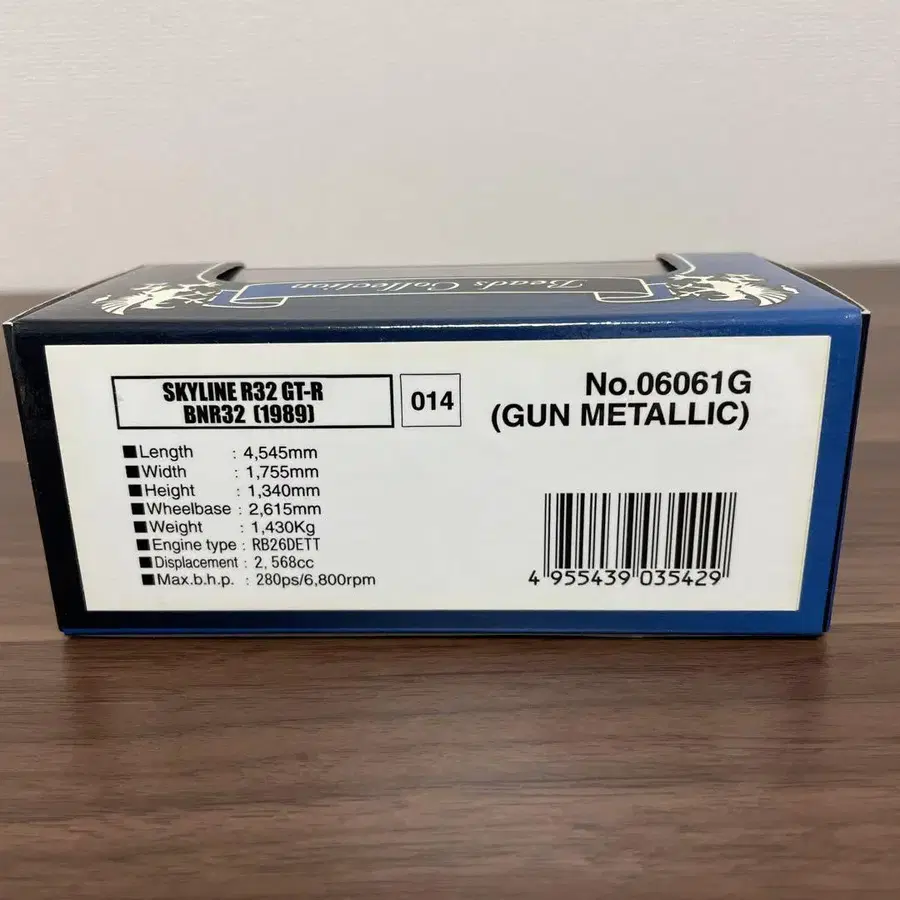 Beads Collection
SKYLINE R32 GT-R
BNR32 (1989)
014
No.06061G
(GUN METALLIC)
■Length : 4,545mm
■Width : 1,755mm
■Height : 1,340mm
■Wheelbase : 2,615mm
■Weight : 1,430Kg
■Engine type : RB26DETT
■Displacement : 2,568cc
■Max.b.h.p. : 280ps/6,800rpm
4 955439 035429